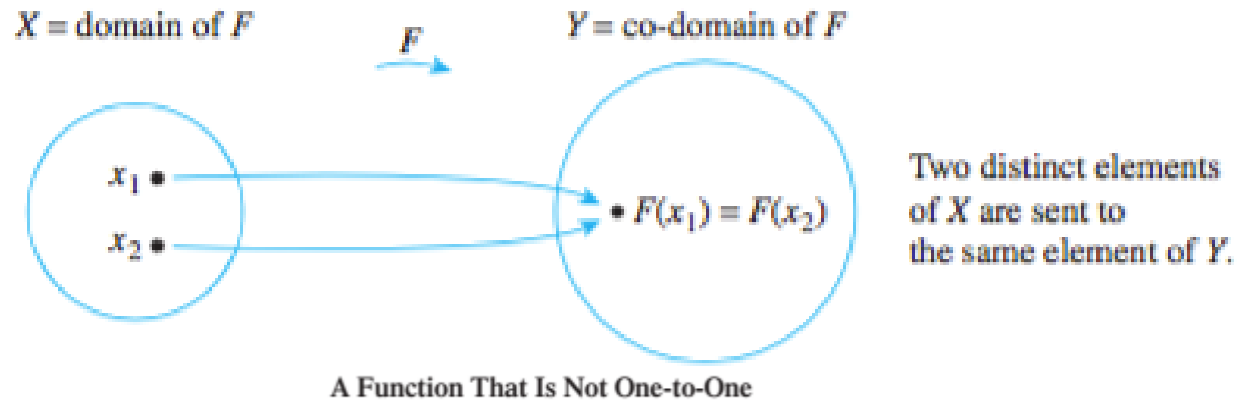 X = domain of F
F
Y = co-domain of F
x₁
x₂
F(x₁) = F(x₂)
Two distinct elements
of X are sent to
the same element of Y.
A Function That Is Not One-to-One